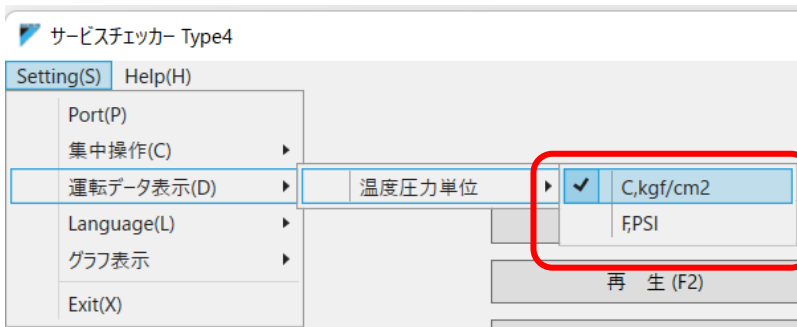 サービスチェッカー Type4
Setting(S) Help(H)
Port(P)
集中操作(C)
運転データ表示(D)
温度圧力単位
C,kgf/cm2
Language(L)
F,PSI
グラフ表示
再 生 (F2)
Exit(X)